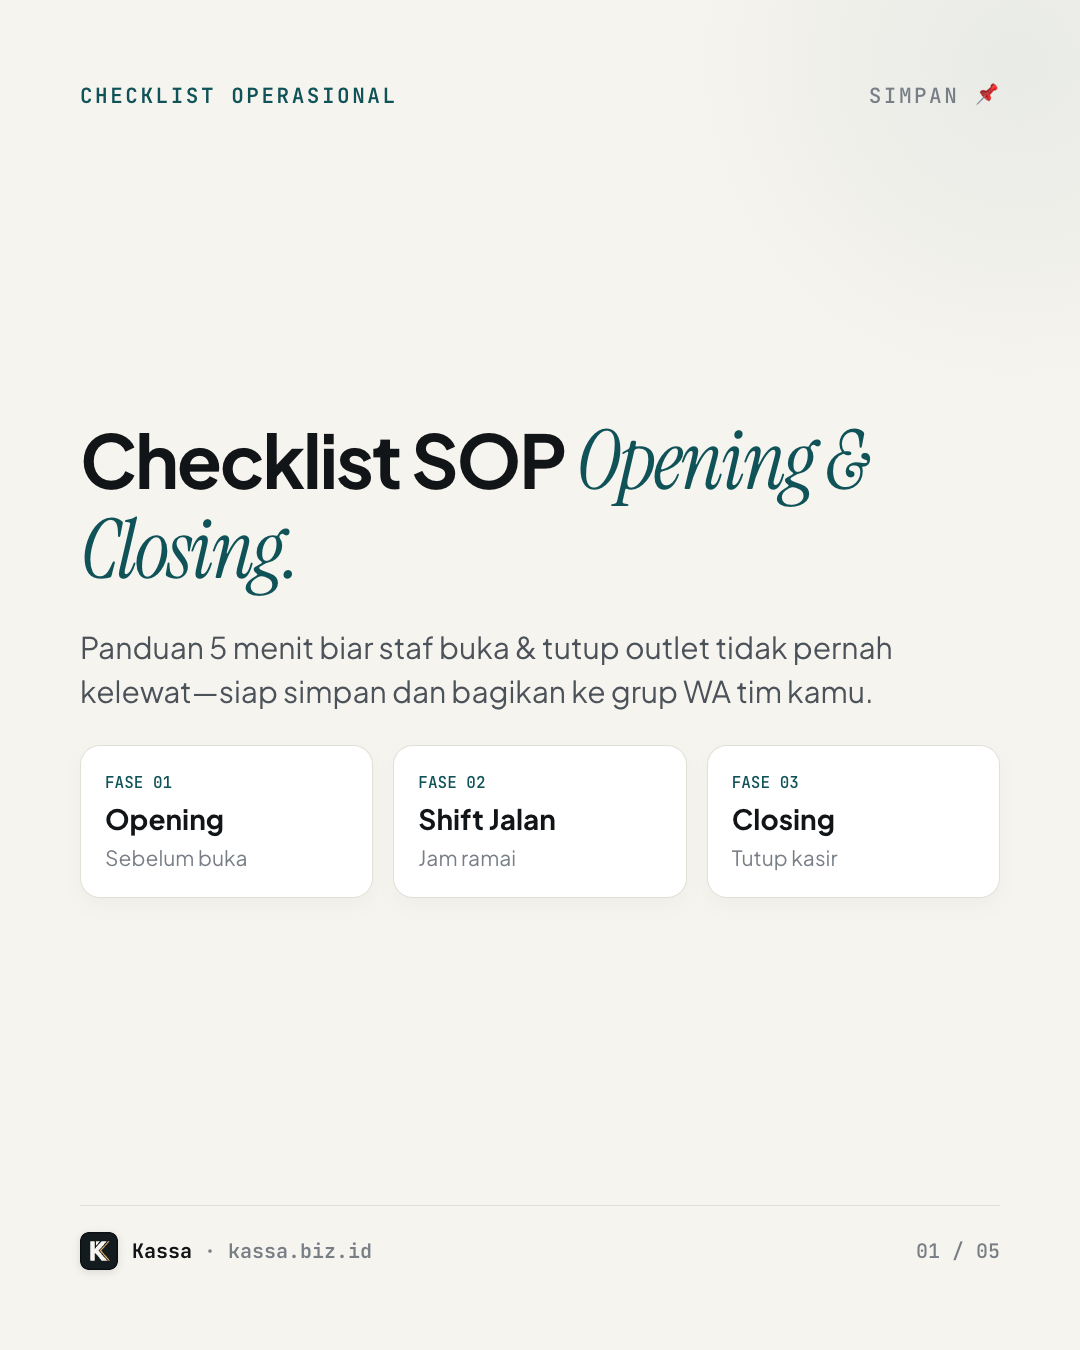 CHECKLIST OPERASIONAL
SIMPAN 📌
Checklist SOP Opening &
Closing.
Panduan 5 menit biar staf buka & tutup outlet tidak pernah
kelewat—siap simpan dan bagikan ke grup WA tim kamu.
FASE 01
Opening
Sebelum buka
FASE 02
Shift Jalan
Jam ramai
FASE 03
Closing
Tutup kasir
K Kassa · kassa.biz.id
01 / 05